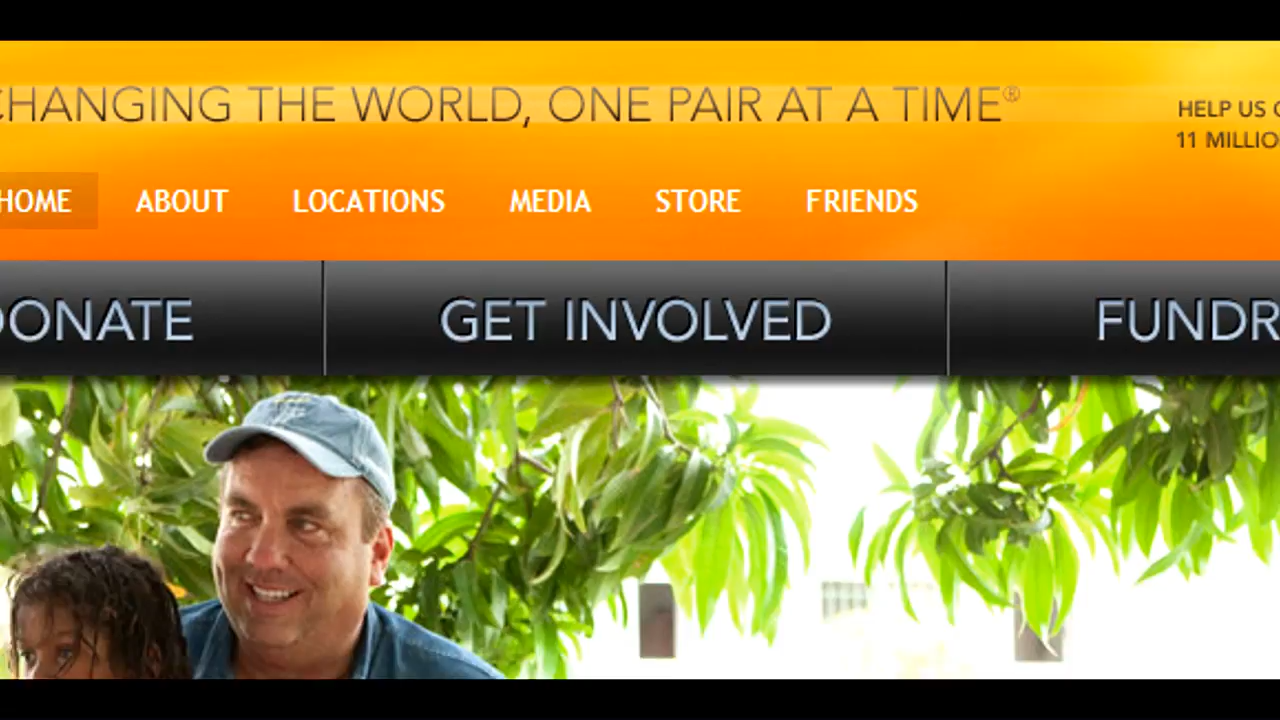 CHANGING THE WORLD, ONE PAIR AT A TIME®
HELP US
11 MILLIO
HOME ABOUT LOCATIONS MEDIA STORE FRIENDS
DONATE GET INVOLVED FUNDR